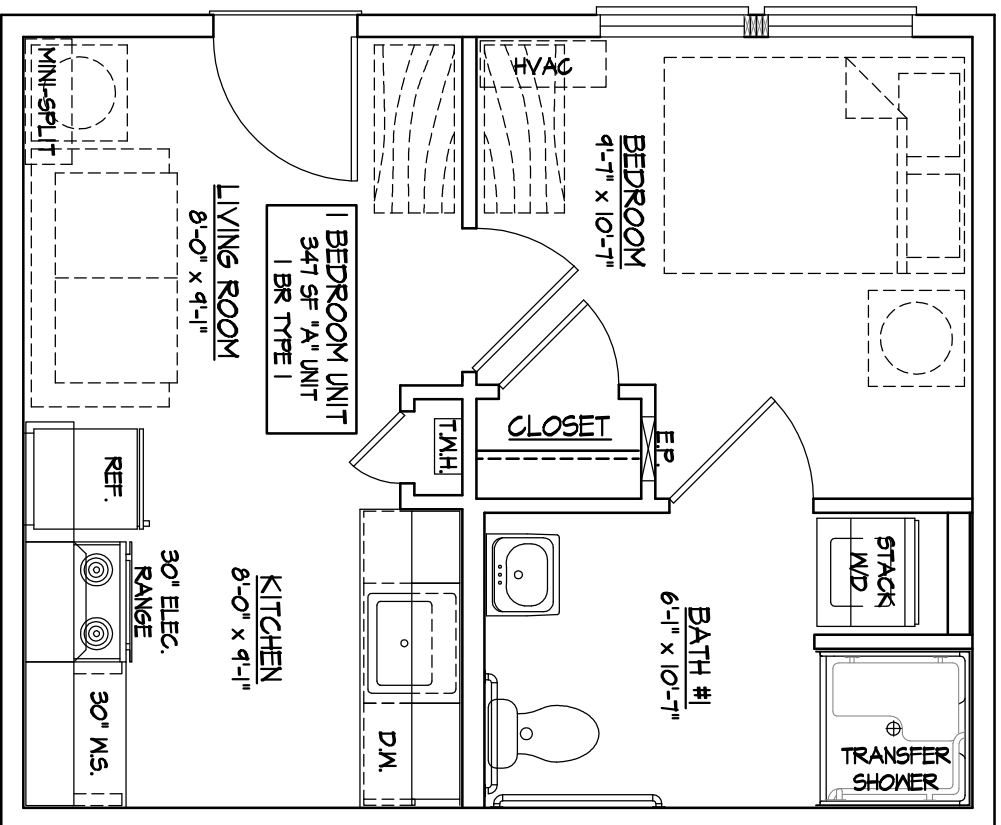 MINI-SPLIT
HVAC
BEDROOM
9'-7" x 10'-7"
LIVING ROOM
8'-0" x 9'-1"
1 BEDROOM UNIT
347 SF "A" UNIT
1 BR TYPE 1
CLOSET
T.W.H.
E.P.
REF.
30" ELEC.
RANGE
KITCHEN
8'-0" x 9'-1"
30" W.S.
D.W.
BATH #1
6'-1" x 10'-7"
STACK
W/D
TRANSFER
SHOWER